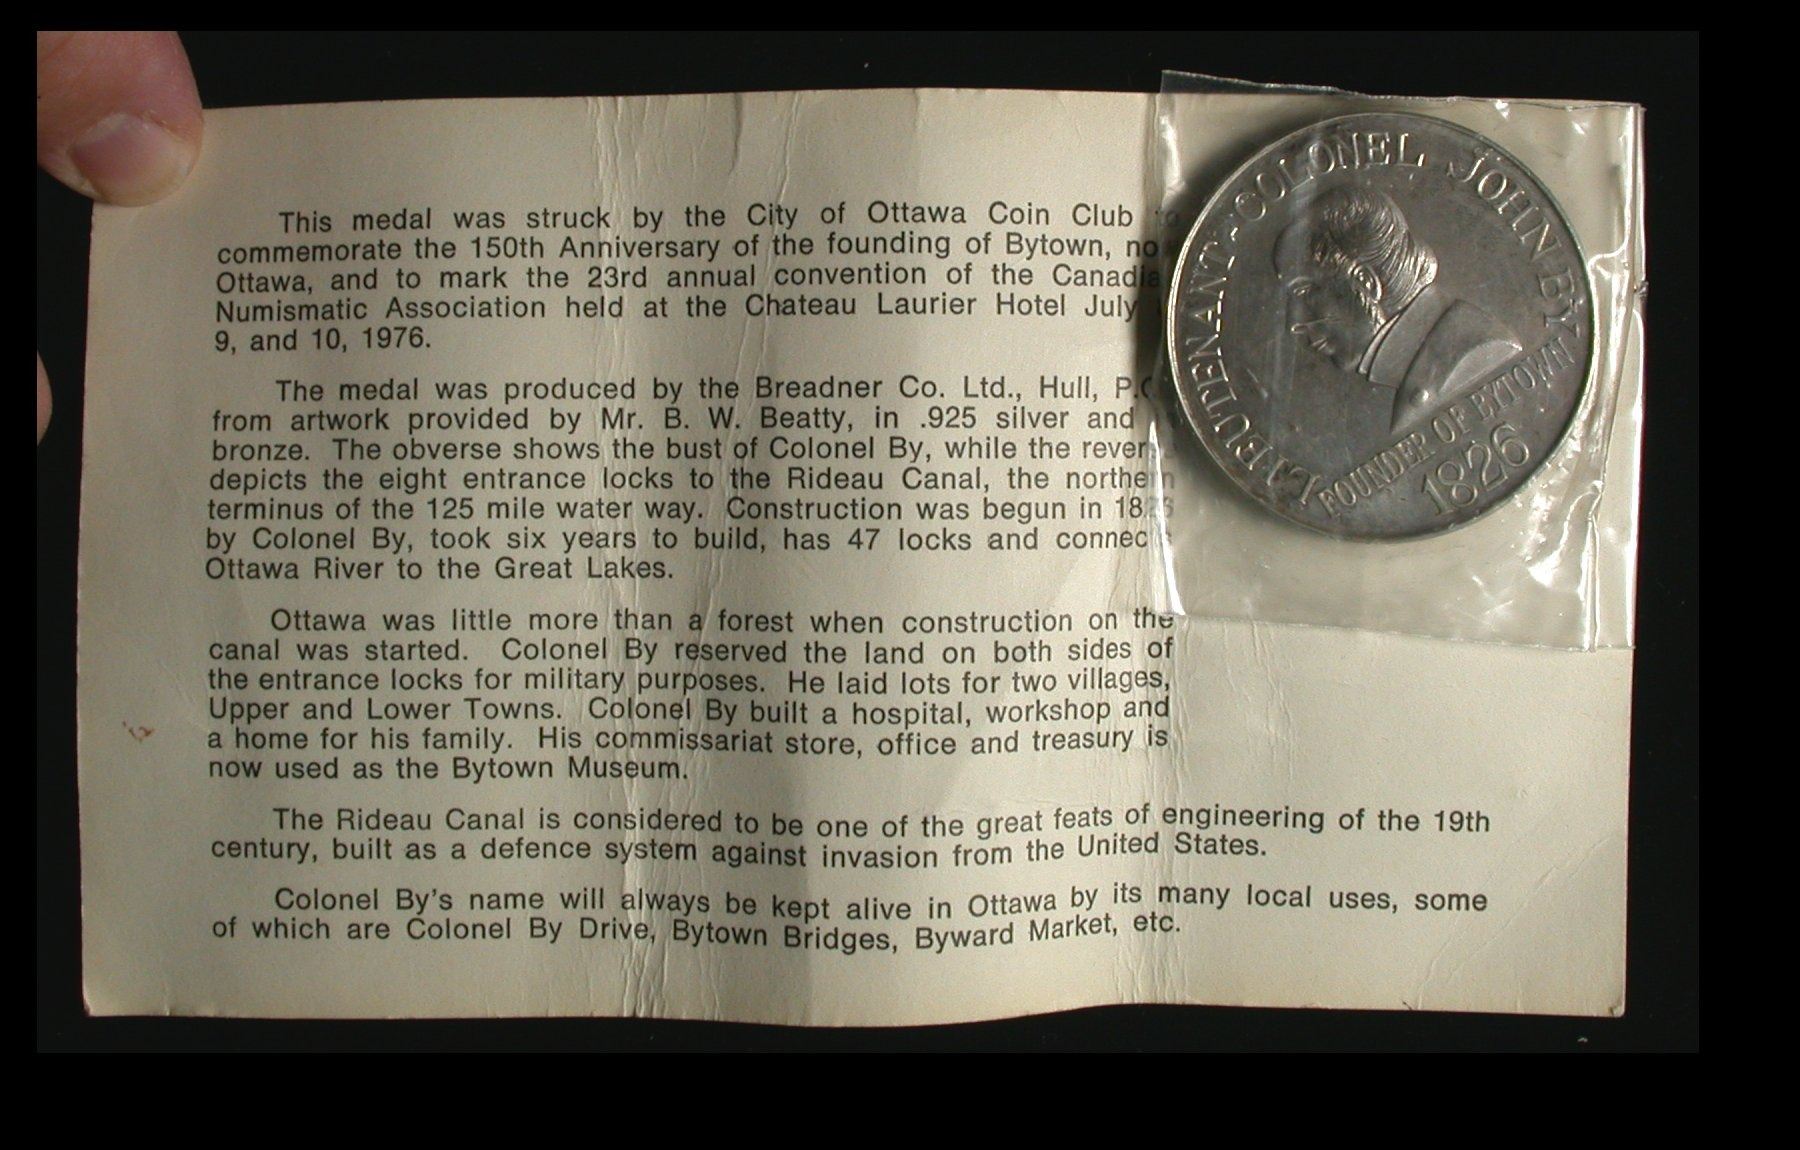 This medal was struck by the City of Ottawa Coin Club to
commemorate the 150th Anniversary of the founding of Bytown,
Ottawa, and to mark the 23rd annual convention of the
Numismatic Association held at the Chateau Laurier Hotel July
9, and 10, 1976.
The medal was produced by the Breadner Co. Ltd., Hull,
from artwork provided by Mr. B. W. Beatty, in .925 silver and
bronze. The obverse shows the bust of Colonel By, while the
depicts the eight entrance locks to the Rideau Canal, the northern
terminus of the 125 mile water way. Construction was begun in
by Colonel By, took six years to build, has 47 locks and
Ottawa River to the Great Lakes.
Ottawa was little more than a forest when construction on the
canal was started. Colonel By reserved the land on both sides of
the entrance locks for military purposes. He laid lots for two villages,
Upper and Lower Towns. Colonel By built a hospital, workshop and
a home for his family. His commissariat store, office and treasury is
now used as the Bytown Museum.
The Rideau Canal is considered to be one of the great feats of engineering of the 19th
century, built as a defence system against invasion from the United States.
Colonel By's name will always be kept alive in Ottawa by its many local uses, some
of which are Colonel By Drive, Bytown Bridges, Byward Market, etc.
LIEUTENANT-COLONEL JOHN BY
FOUNDER OF BYTOWN
1826